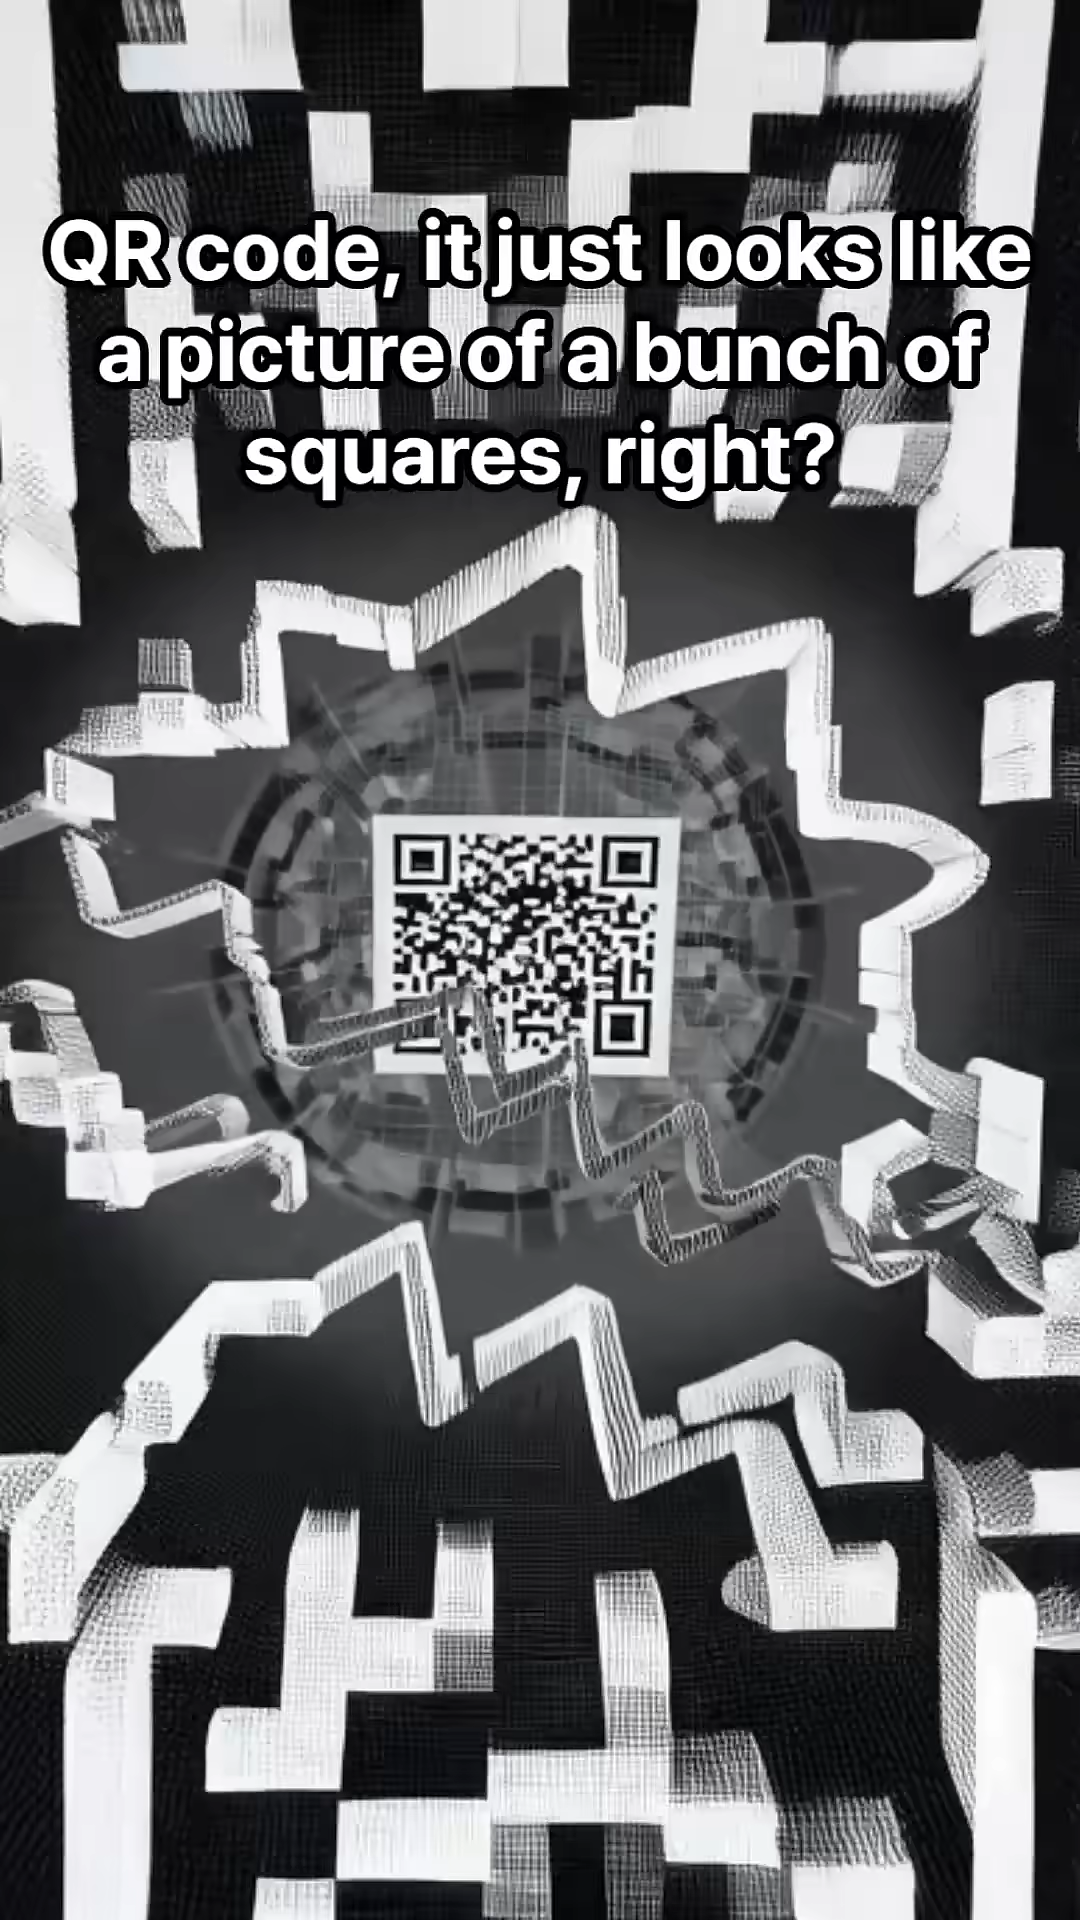 QR code, it just looks like
a picture of a bunch of
squares, right?